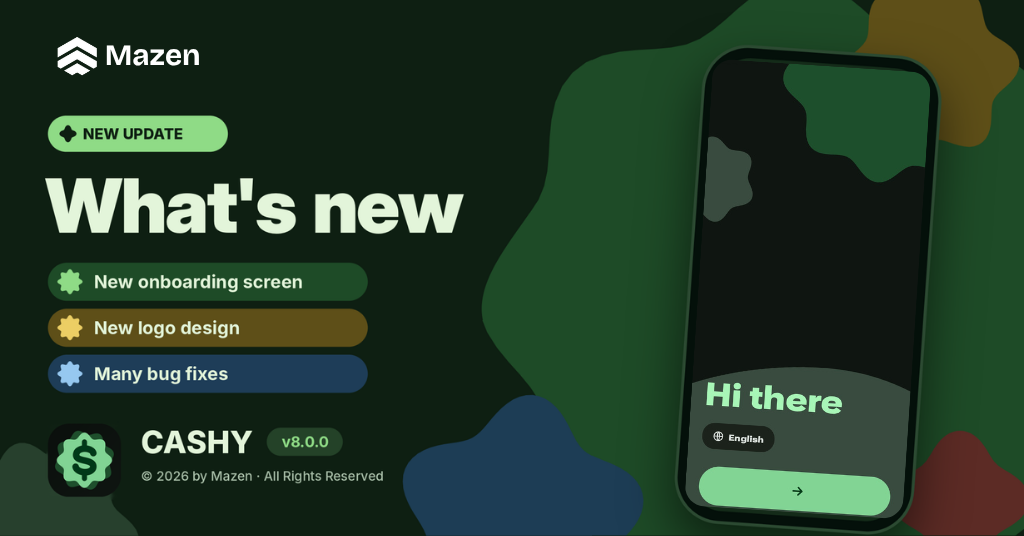 Mazen
NEW UPDATE
What's new
New onboarding screen
New logo design
Many bug fixes
$
CASHY v8.0.0
© 2026 by Mazen · All Rights Reserved
Hi there
English
→